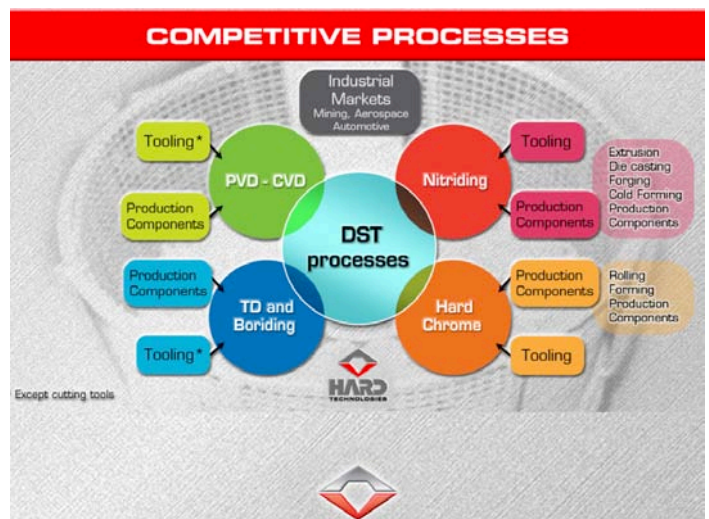 COMPETITIVE PROCESSES
Industrial
Markets
Mining, Aerospace
Automotive
Tooling*
PVD - CVD
Production
Components
Nitriding
Tooling
Production
Components
Extrusion
Die casting
Forging
Cold Forming
Production
Components
DST
processes
Production
Components
TD and
Boriding
Tooling*
Hard
Chrome
Production
Components
Tooling
Rolling
Forming
Production
Components
HARD
TECHNOLOGIES
Except cutting tools